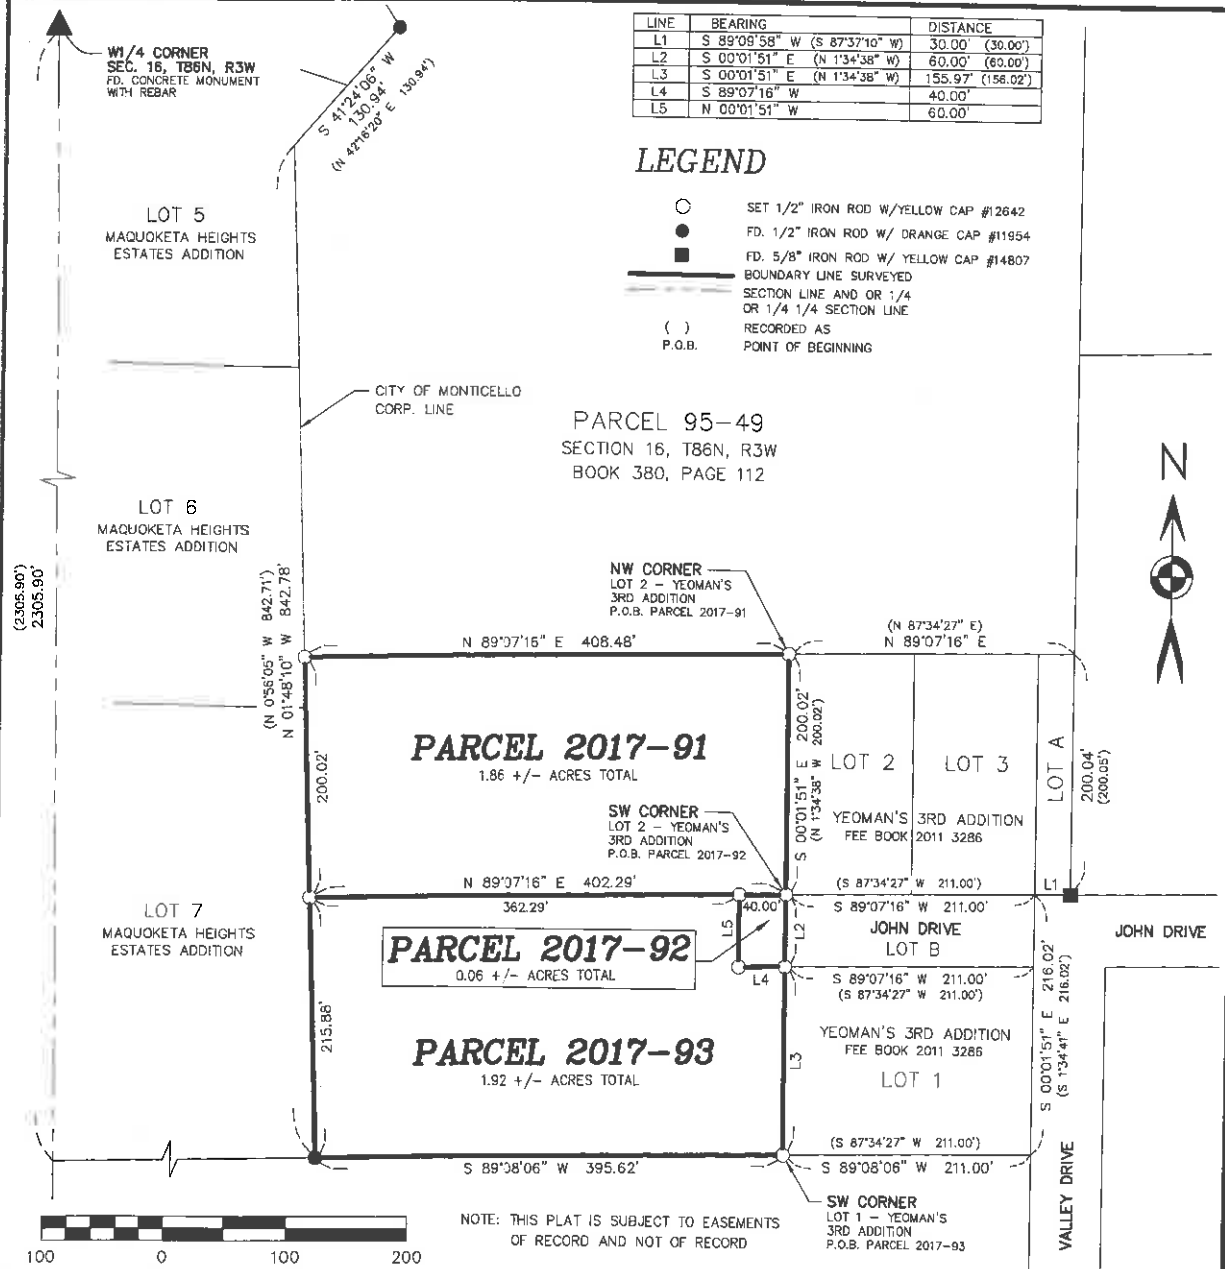 W1/4 CORNER
SEC. 16, T86N, R3W
FD. CONCRETE MONUMENT
WITH REBAR
S 41°24'06" W
130.94'
(N 42°16'20" E 130.94')
LINE BEARING DISTANCE
L1 S 89°09'58" W (S 87°37'10" W) 30.00' (30.00')
L2 S 00°01'51" E (N 1°34'38" W) 60.00' (60.00')
L3 S 00°01'51" E (N 1°34'38" W) 155.97' (156.02')
L4 S 89°07'16" W 40.00'
L5 N 00°01'51" W 60.00'
LEGEND
SET 1/2" IRON ROD W/YELLOW CAP #12642
FD. 1/2" IRON ROD W/ ORANGE CAP #11954
FD. 5/8" IRON ROD W/ YELLOW CAP #14807
BOUNDARY LINE SURVEYED
SECTION LINE AND OR 1/4
OR 1/4 1/4 SECTION LINE
( ) RECORDED AS
P.O.B. POINT OF BEGINNING
LOT 5
MAQUOKETA HEIGHTS
ESTATES ADDITION
CITY OF MONTICELLO
CORP. LINE
PARCEL 95-49
SECTION 16, T86N, R3W
BOOK 380, PAGE 112
N
LOT 6
MAQUOKETA HEIGHTS
ESTATES ADDITION
(2305.90')
2305.90'
(N 0°56'05" W 842.71')
N 01°48'10" W 842.78'
NW CORNER
LOT 2 - YEOMAN'S
3RD ADDITION
P.O.B. PARCEL 2017-91
N 89°07'16" E 408.48'
(N 87°34'27" E)
N 89°07'16" E
PARCEL 2017-91
1.86 +/- ACRES TOTAL
200.02'
S 00°01'51" E 200.02'
(N 1°34'38" W 200.02')
LOT 2
LOT 3
LOT A
200.04'
(200.05')
YEOMAN'S 3RD ADDITION
FEE BOOK 2011 3286
SW CORNER
LOT 2 - YEOMAN'S
3RD ADDITION
P.O.B. PARCEL 2017-92
N 89°07'16" E 402.29'
362.29'
40.00'
(S 87°34'27" W 211.00')
L1
S 89°07'16" W 211.00'
LOT 7
MAQUOKETA HEIGHTS
ESTATES ADDITION
PARCEL 2017-92
0.06 +/- ACRES TOTAL
L5
L2
L4
JOHN DRIVE
LOT B
JOHN DRIVE
S 89°07'16" W 211.00'
(S 87°34'27" W 211.00')
215.88'
PARCEL 2017-93
1.92 +/- ACRES TOTAL
L3
YEOMAN'S 3RD ADDITION
FEE BOOK 2011 3286
LOT 1
S 00°01'51" E 216.02'
(S 1°34'41" E 216.02')
(S 87°34'27" W 211.00')
S 89°08'06" W 395.62'
S 89°08'06" W 211.00'
VALLEY DRIVE
SW CORNER
LOT 1 - YEOMAN'S
3RD ADDITION
P.O.B. PARCEL 2017-93
NOTE: THIS PLAT IS SUBJECT TO EASEMENTS
OF RECORD AND NOT OF RECORD
100 0 100 200